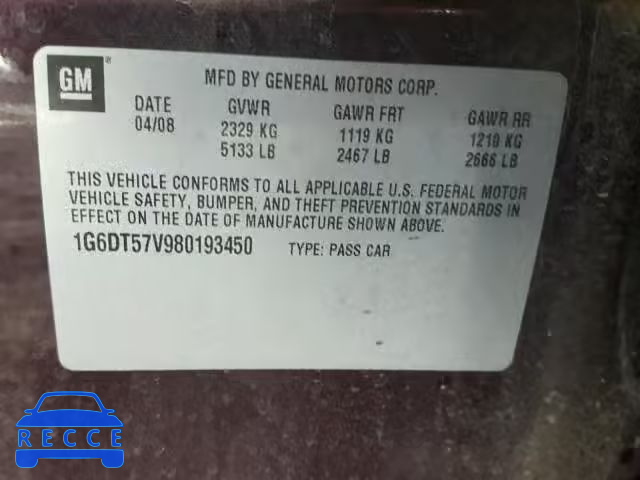 GM ®
MFD BY GENERAL MOTORS CORP.
DATE GVWR GAWR FRT GAWR RR
04/08 2329 KG 1119 KG 1210 KG
5133 LB 2467 LB 2666 LB
THIS VEHICLE CONFORMS TO ALL APPLICABLE U.S. FEDERAL MOTOR
VEHICLE SAFETY, BUMPER, AND THEFT PREVENTION STANDARDS IN
EFFECT ON THE DATE OF MANUFACTURE SHOWN ABOVE.
1G6DT57V980193450 TYPE: PASS CAR
RECCE